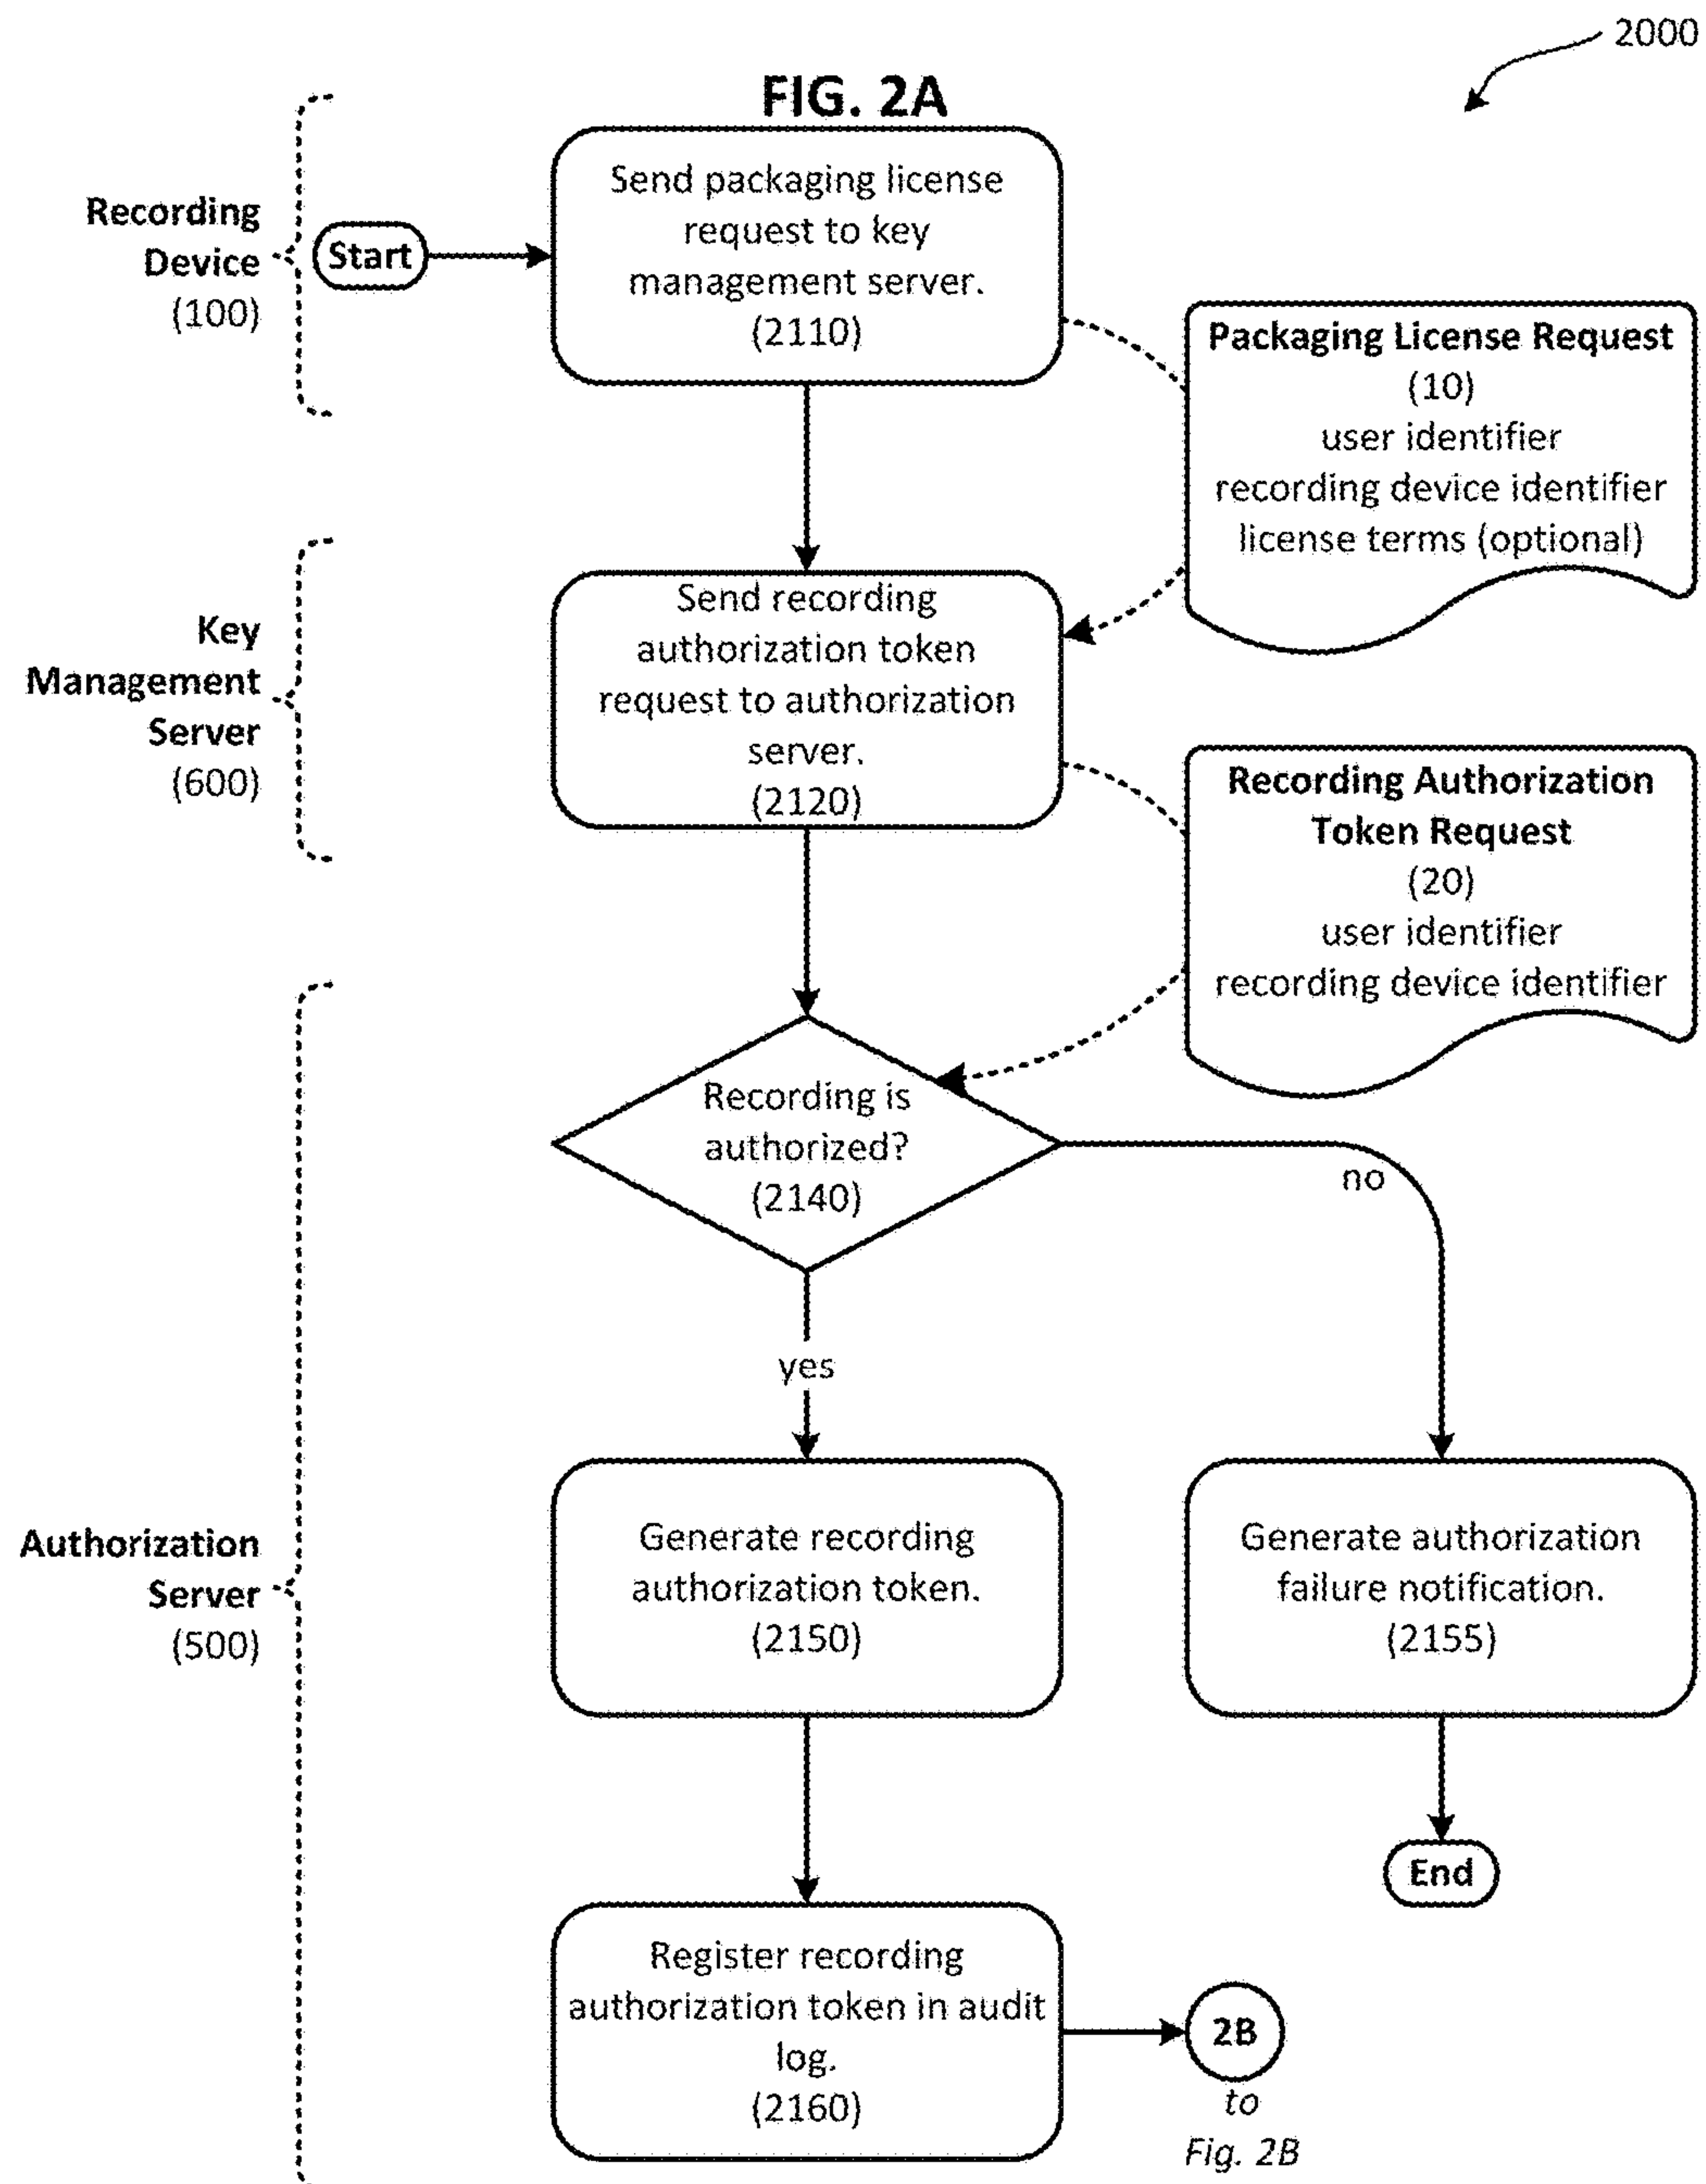 2000
FIG. 2A
Recording
Device
(100)
Start
Send packaging license
request to key
management server.
(2110)
Packaging License Request
(10)
user identifier
recording device identifier
license terms (optional)
Key
Management
Server
(600)
Send recording
authorization token
request to authorization
server.
(2120)
Recording Authorization
Token Request
(20)
user identifier
recording device identifier
Authorization
Server
(500)
Recording is
authorized?
(2140)
no
yes
Generate recording
authorization token.
(2150)
Generate authorization
failure notification.
(2155)
End
Register recording
authorization token in audit
log.
(2160)
2B
to
Fig. 2B